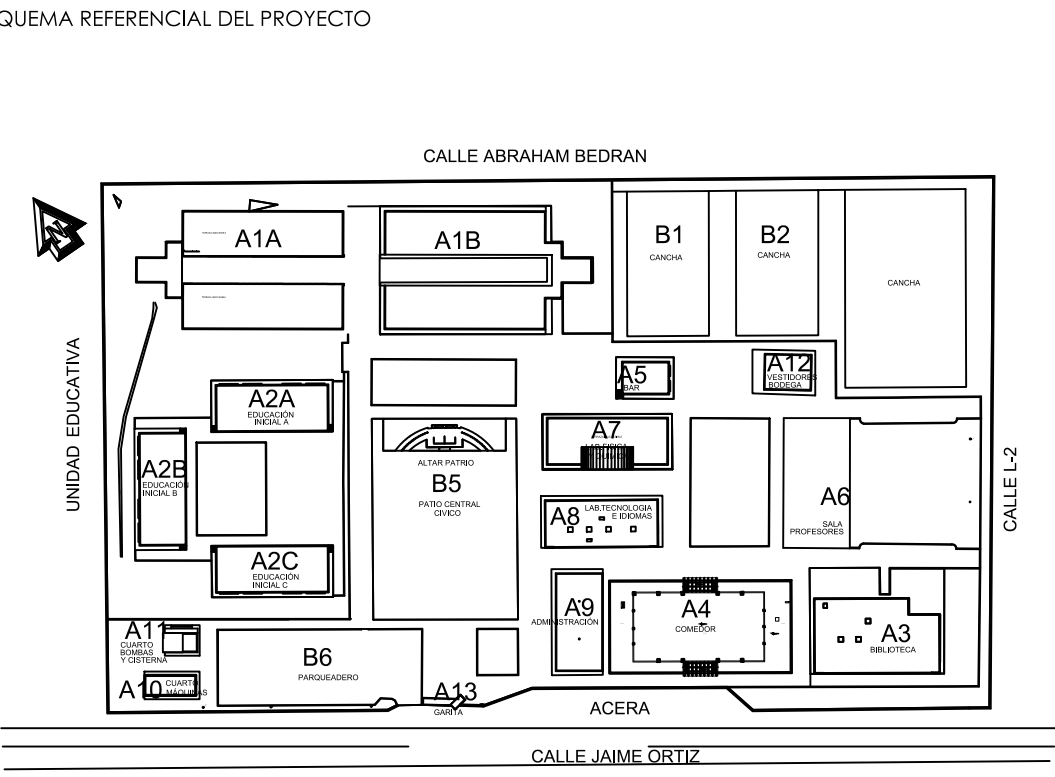 QUEMA REFERENCIAL DEL PROYECTO
CALLE ABRAHAM BEDRAN
N
A1A
A1B
B1
CANCHA
B2
CANCHA
CANCHA
UNIDAD EDUCATIVA
A2A
EDUCACIÓN
INICIAL A
A5
BAR
A12
VESTIDORES
BODEGA
A7
LAB.FISICA
A2B
EDUCACIÓN
INICIAL B
ALTAR PATRIO
B5
PATIO CENTRAL
CIVICO
A8
LAB.TECNOLOGIA
E IDIOMAS
A6
SALA
PROFESORES
CALLE L-2
A2C
EDUCACIÓN
INICIAL C
A9
ADMINISTRACIÓN
A4
COMEDOR
A3
BIBLIOTECA
A11
CUARTO
BOMBAS
Y CISTERNA
B6
PARQUEADERO
A10
CUARTO
MÁQUINAS
A13
GARITA
ACERA
CALLE JAIME ORTIZ